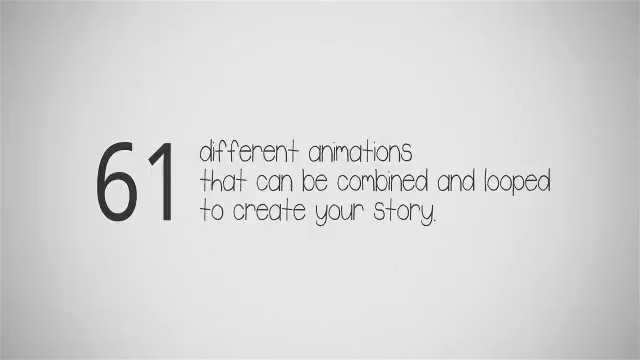 61
different animations
that can be combined and looped
to create your story.